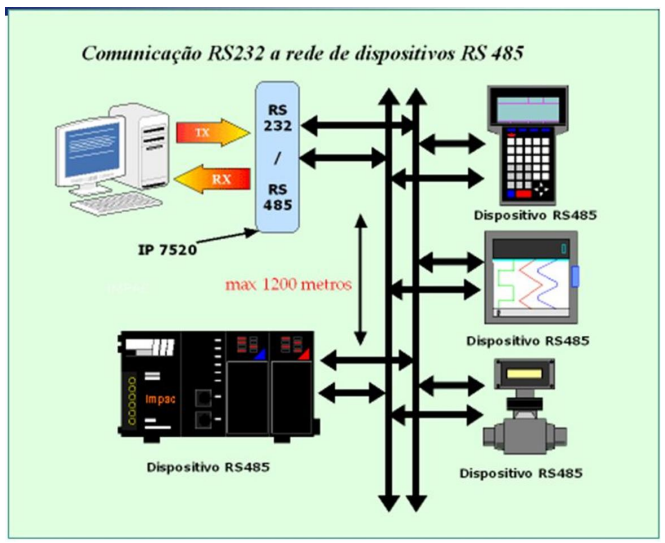 Comunicação RS232 a rede de dispositivos RS 485
TX
RX
RS
232
/
RS
485
IP 7520
max 1200 metros
Dispositivo RS485
Dispositivo RS485
Impac
Dispositivo RS485
Dispositivo RS485